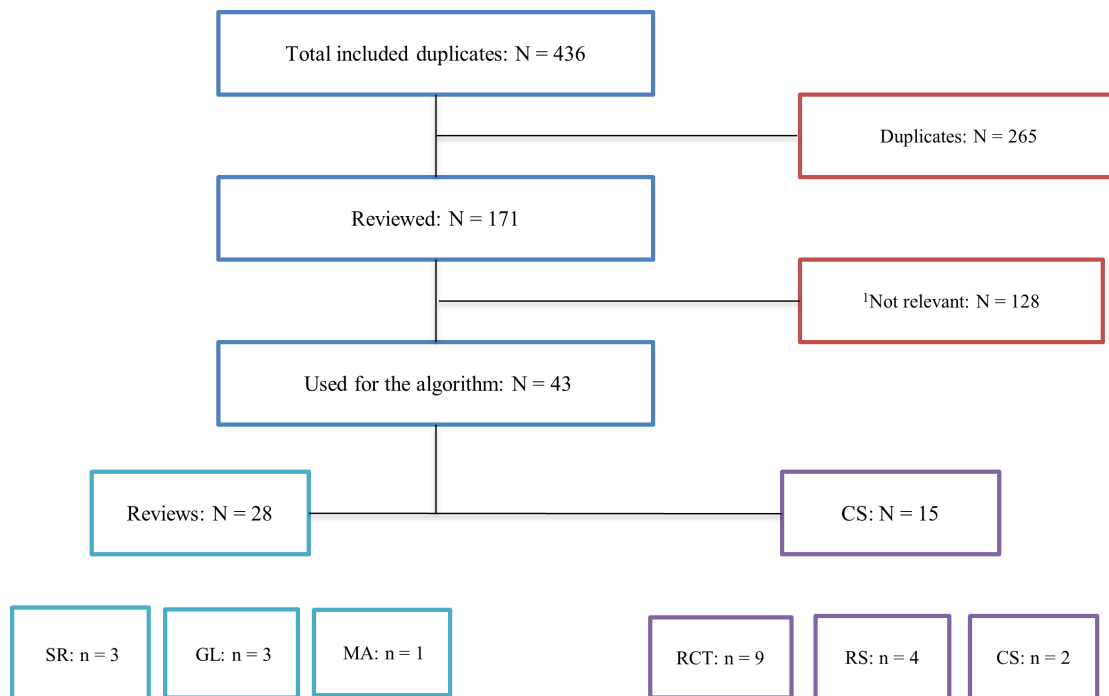 Total included duplicates: N = 436
Duplicates: N = 265
Reviewed: N = 171
¹Not relevant: N = 128
Used for the algorithm: N = 43
Reviews: N = 28
CS: N = 15
SR: n = 3
GL: n = 3
MA: n = 1
RCT: n = 9
RS: n = 4
CS: n = 2